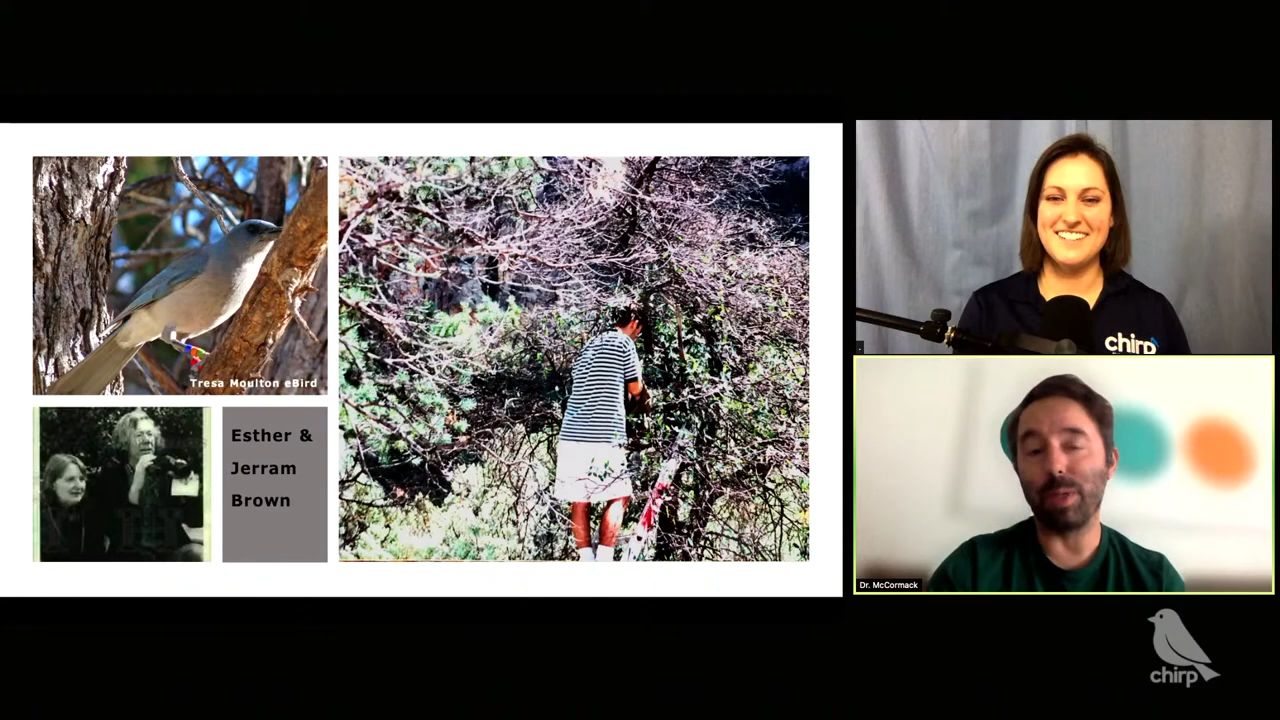 Tresa Moulton eBird
Esther &
Jerram
Brown
chirp
Dr. McCormack
chirp